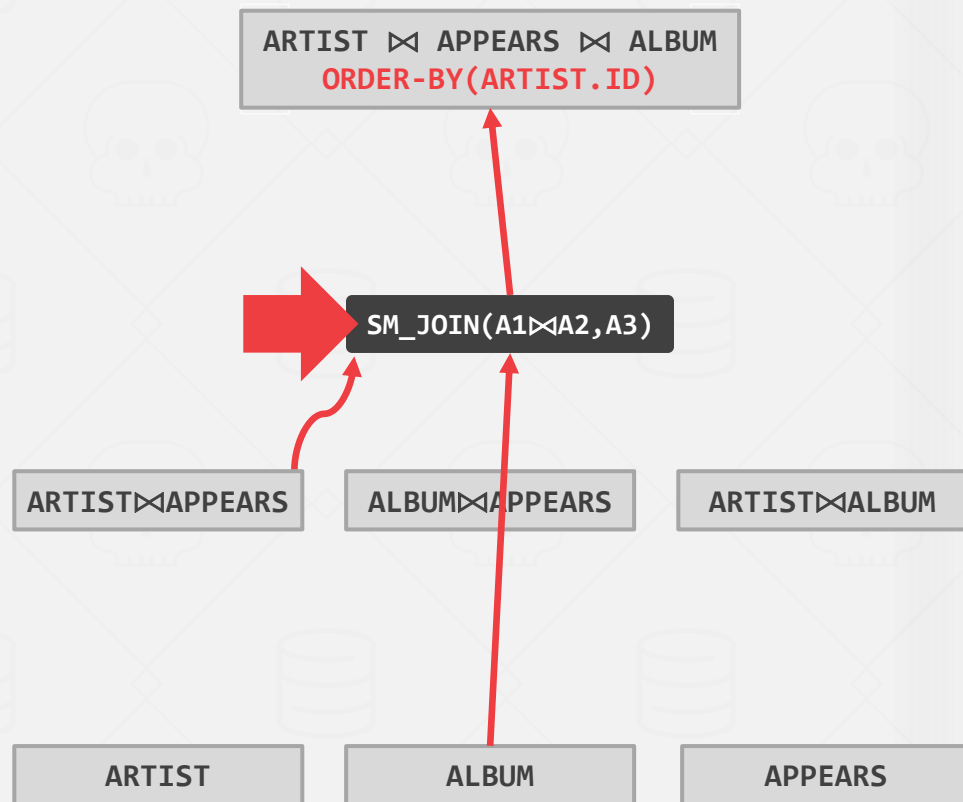 ARTIST ⋈ APPEARS ⋈ ALBUM
ORDER-BY(ARTIST.ID)
SM_JOIN(A1⋈A2,A3)
ARTIST⋈APPEARS
ALBUM⋈APPEARS
ARTIST⋈ALBUM
ARTIST
ALBUM
APPEARS